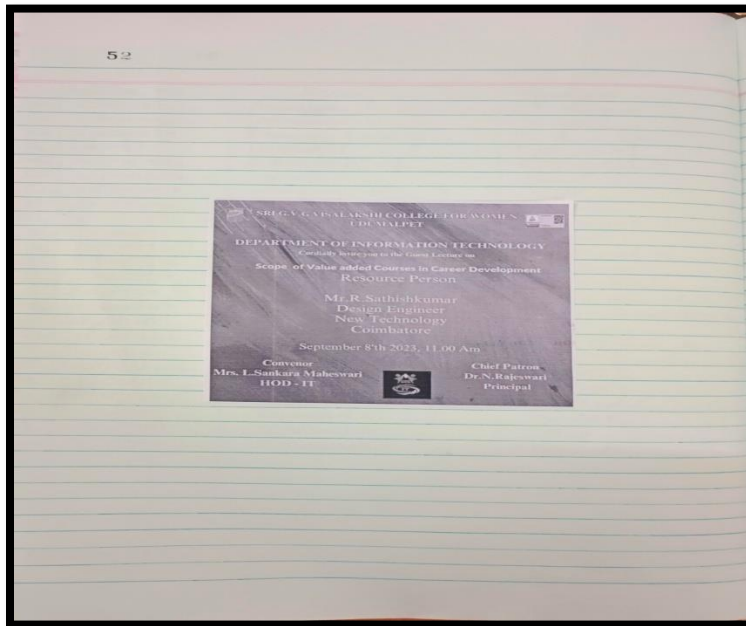 52
SRI G.V.G VISALAKSHI COLLEGE FOR WOMEN
UDUMALPET
DEPARTMENT OF INFORMATION TECHNOLOGY
Cordially invite you to the Guest Lecture on
Scope of Value added Courses in Career Development
Resource Person
Mr.R.Sathishkumar
Design Engineer
New Technology
Coimbatore
September 8'th 2023, 11.00 Am
Convenor
Mrs. L.Sankara Maheswari
HOD - IT
Chief Patron
Dr.N.Rajeswari
Principal